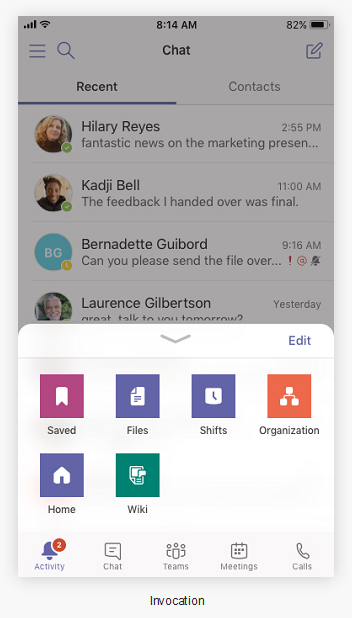 8:14 AM 82%
Chat
Recent Contacts
Hilary Reyes 2:55 PM
fantastic news on the marketing presen...
Kadji Bell 11:00 AM
The feedback I handed over was final.
BG Bernadette Guibord 9:16 AM
Can you please send the file over... ! @
Laurence Gilbertson Yesterday
great, talk to you tomorrow?
Edit
Saved Files Shifts Organization
Home Wiki
2
Activity Chat Teams Meetings Calls
Invocation